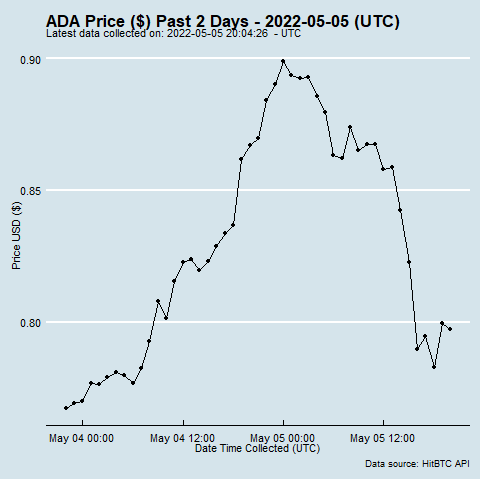 ADA Price ($) Past 2 Days - 2022-05-05 (UTC)
Latest data collected on: 2022-05-05 20:04:26 - UTC
0.90
0.85
0.80
Price USD ($)
May 04 00:00
May 04 12:00
May 05 00:00
May 05 12:00
Date Time Collected (UTC)
Data source: HitBTC API